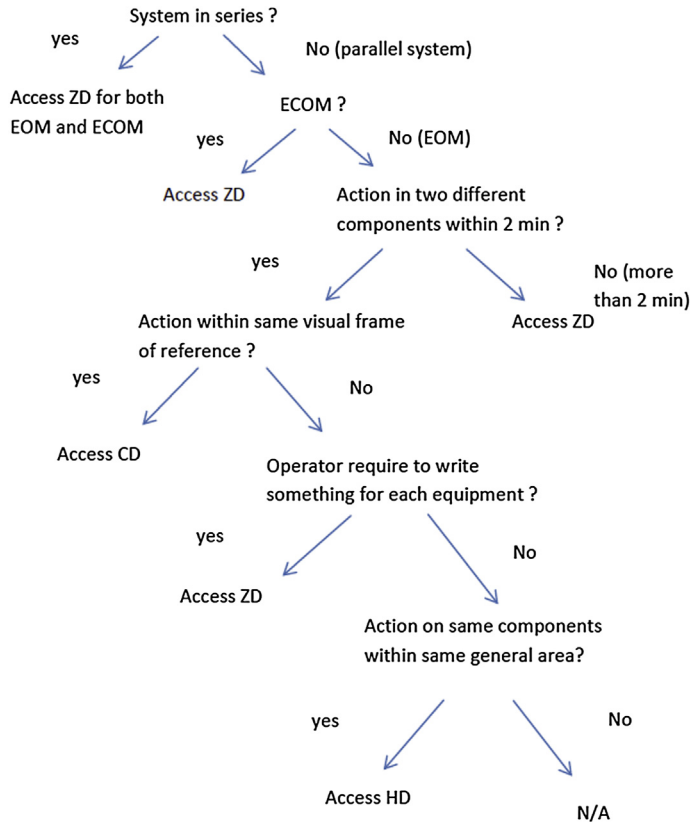 System in series ?
yes
No (parallel system)
Access ZD for both
EOM and ECOM
ECOM ?
yes
No (EOM)
Access ZD
Action in two different
components within 2 min ?
yes
No (more
than 2 min)
Action within same visual frame
of reference ?
Access ZD
yes
No
Access CD
Operator require to write
something for each equipment ?
yes
No
Access ZD
Action on same components
within same general area?
yes
No
Access HD
N/A